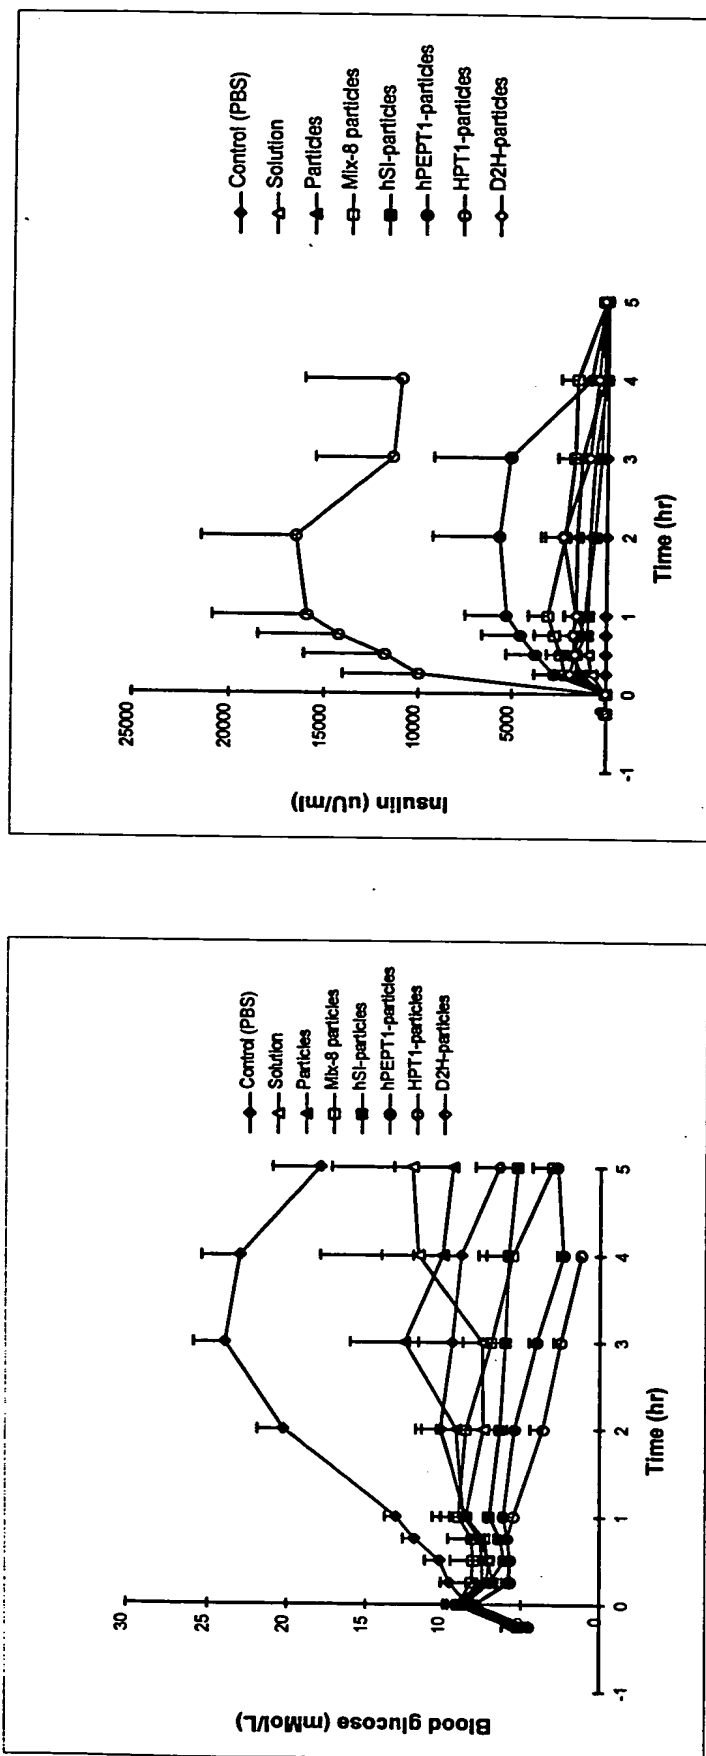 Blood glucose (mMol/L)
30
25
20
15
10
5
0
-1
0
1
2
3
4
5
Time (hr)
Control (PBS)
Solution
Particles
Mix-8 particles
hSI-particles
hPEPT1-particles
HPT1-particles
D2H-particles
Insulin (uU/ml)
25000
20000
15000
10000
5000
0
-1
0
1
2
3
4
5
Time (hr)
Control (PBS)
Solution
Particles
Mix-8 particles
hSI-particles
hPEPT1-particles
HPT1-particles
D2H-particles